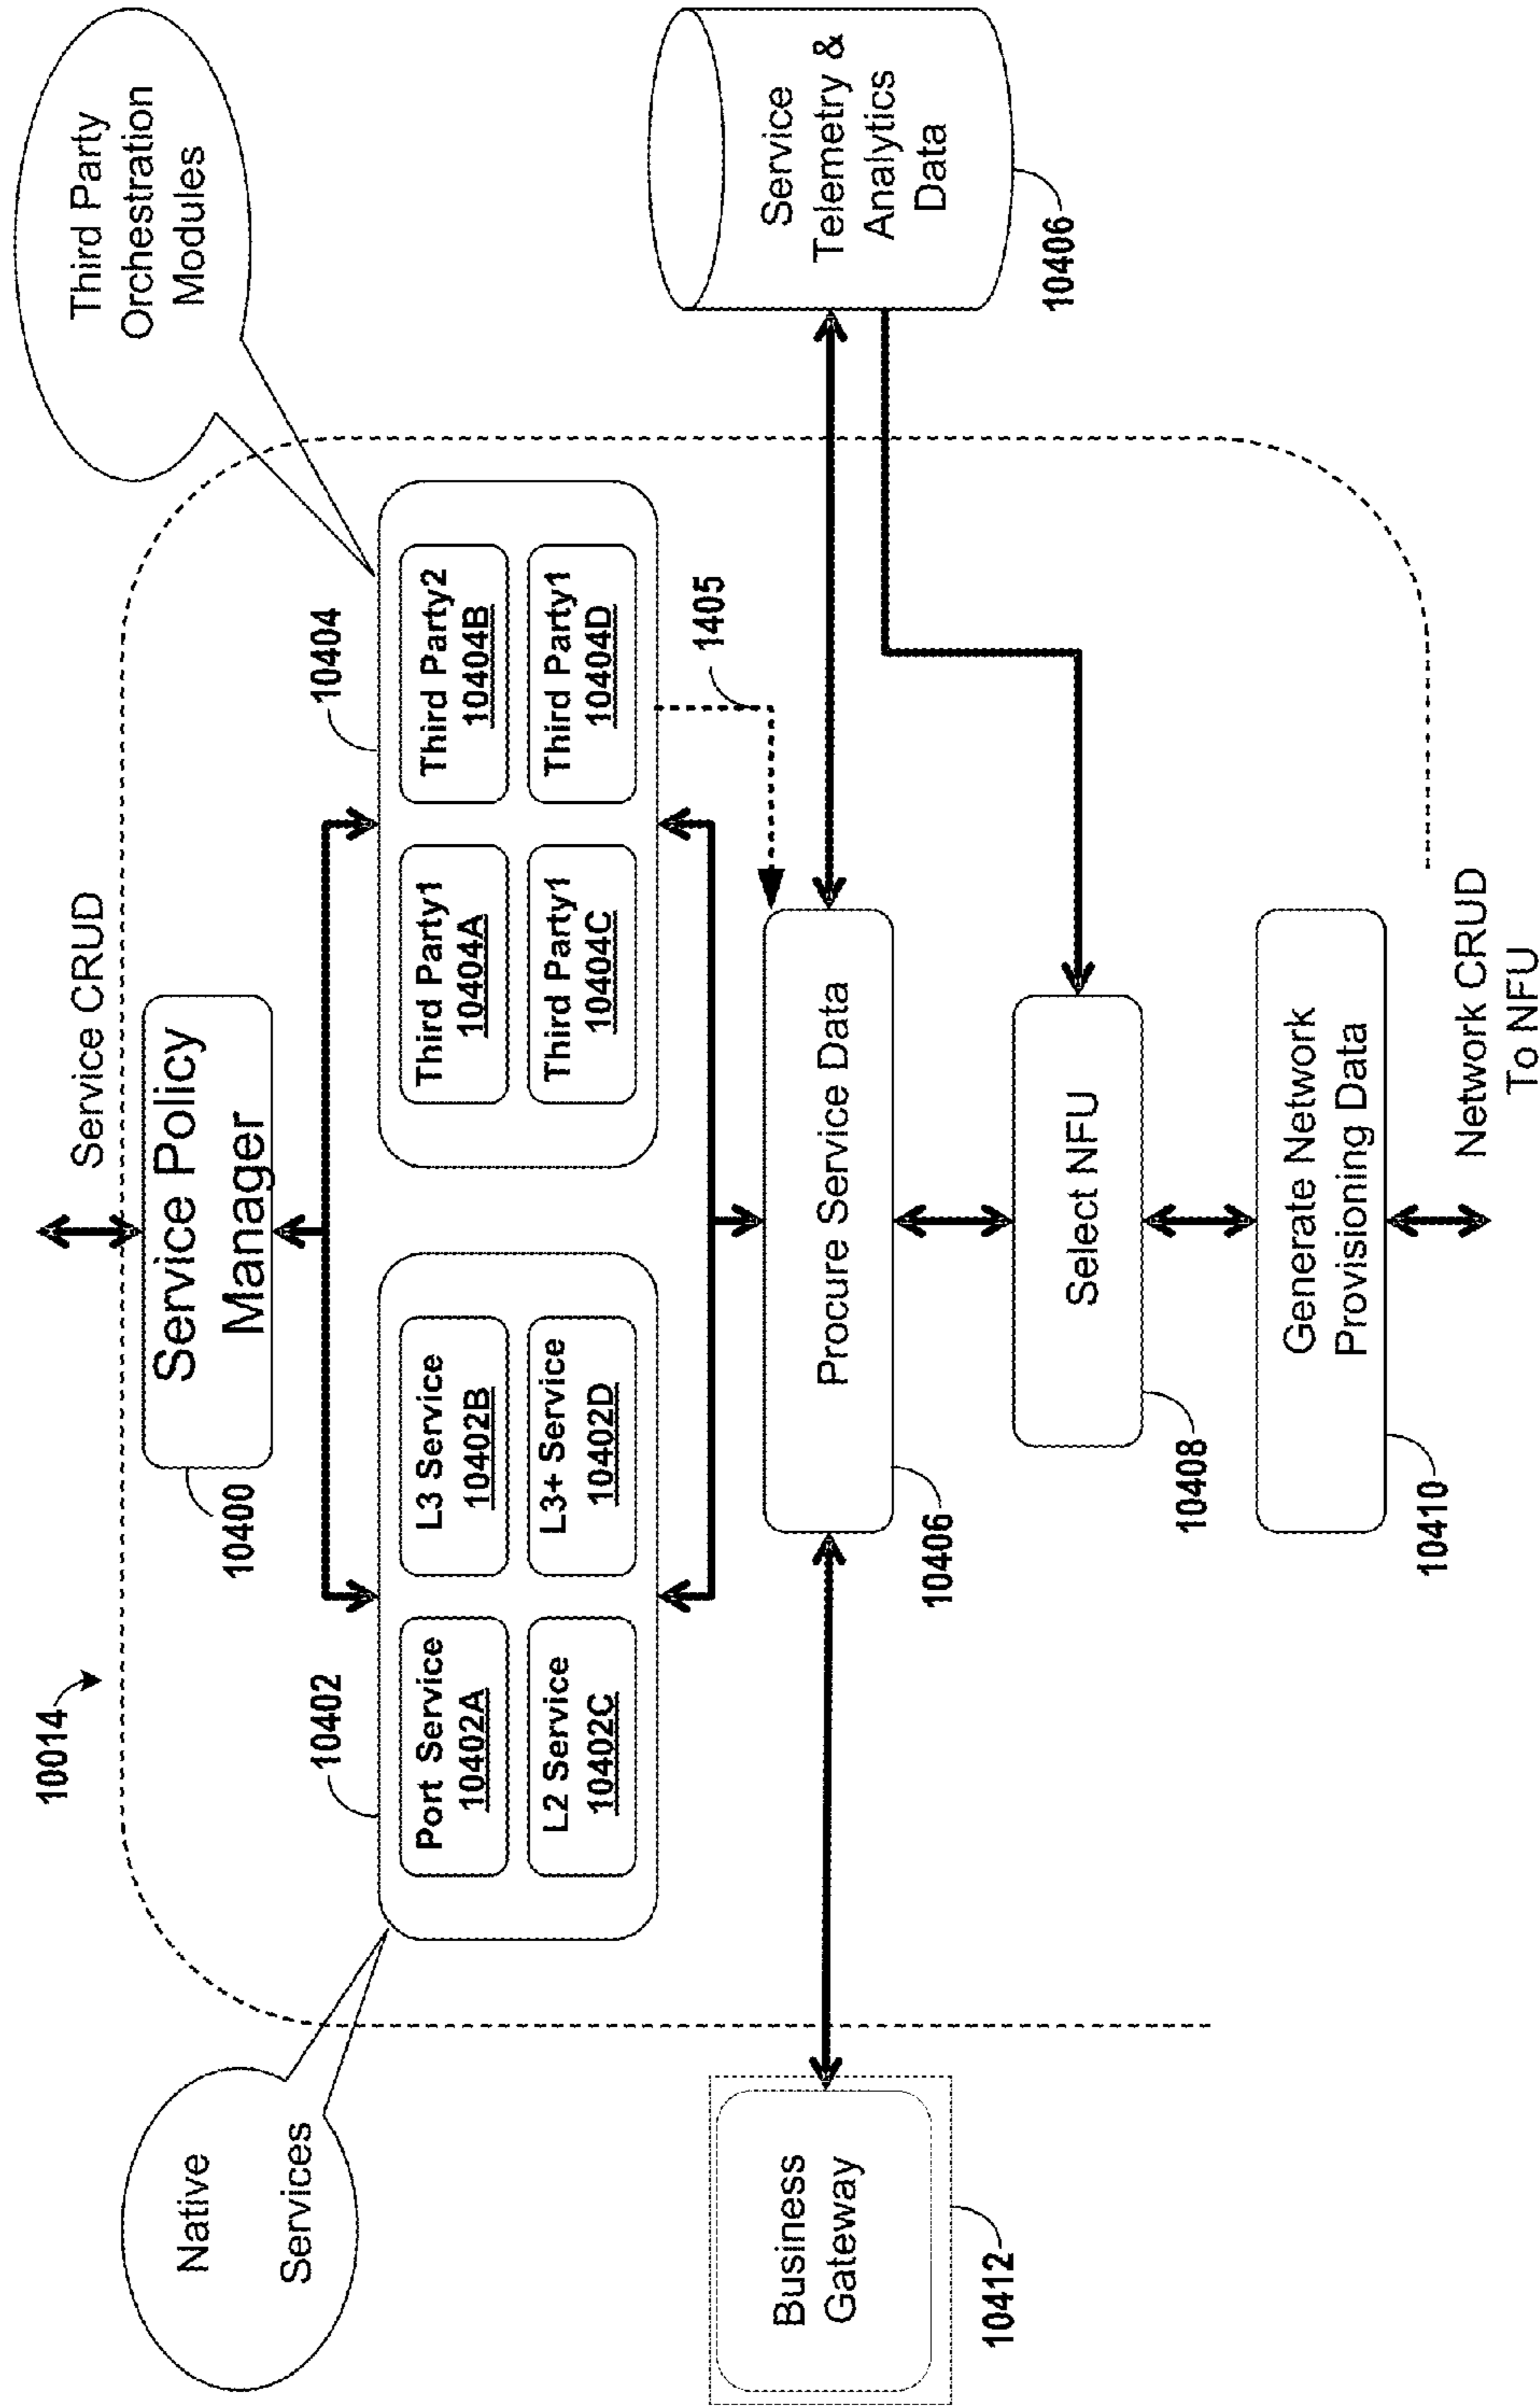 10014
Service CRUD
Service Policy
Manager
10400
Native
Services
Third Party
Orchestration
Modules
10402
Port Service
10402A
L3 Service
10402B
L2 Service
10402C
L3+ Service
10402D
10404
Third Party1
10404A
Third Party2
10404B
Third Party1
10404C
Third Party1
10404D
1405
Business
Gateway
10412
Procure Service Data
10406
Service
Telemetry &
Analytics
Data
10406
Select NFU
10408
Generate Network
Provisioning Data
10410
Network CRUD
To NFU